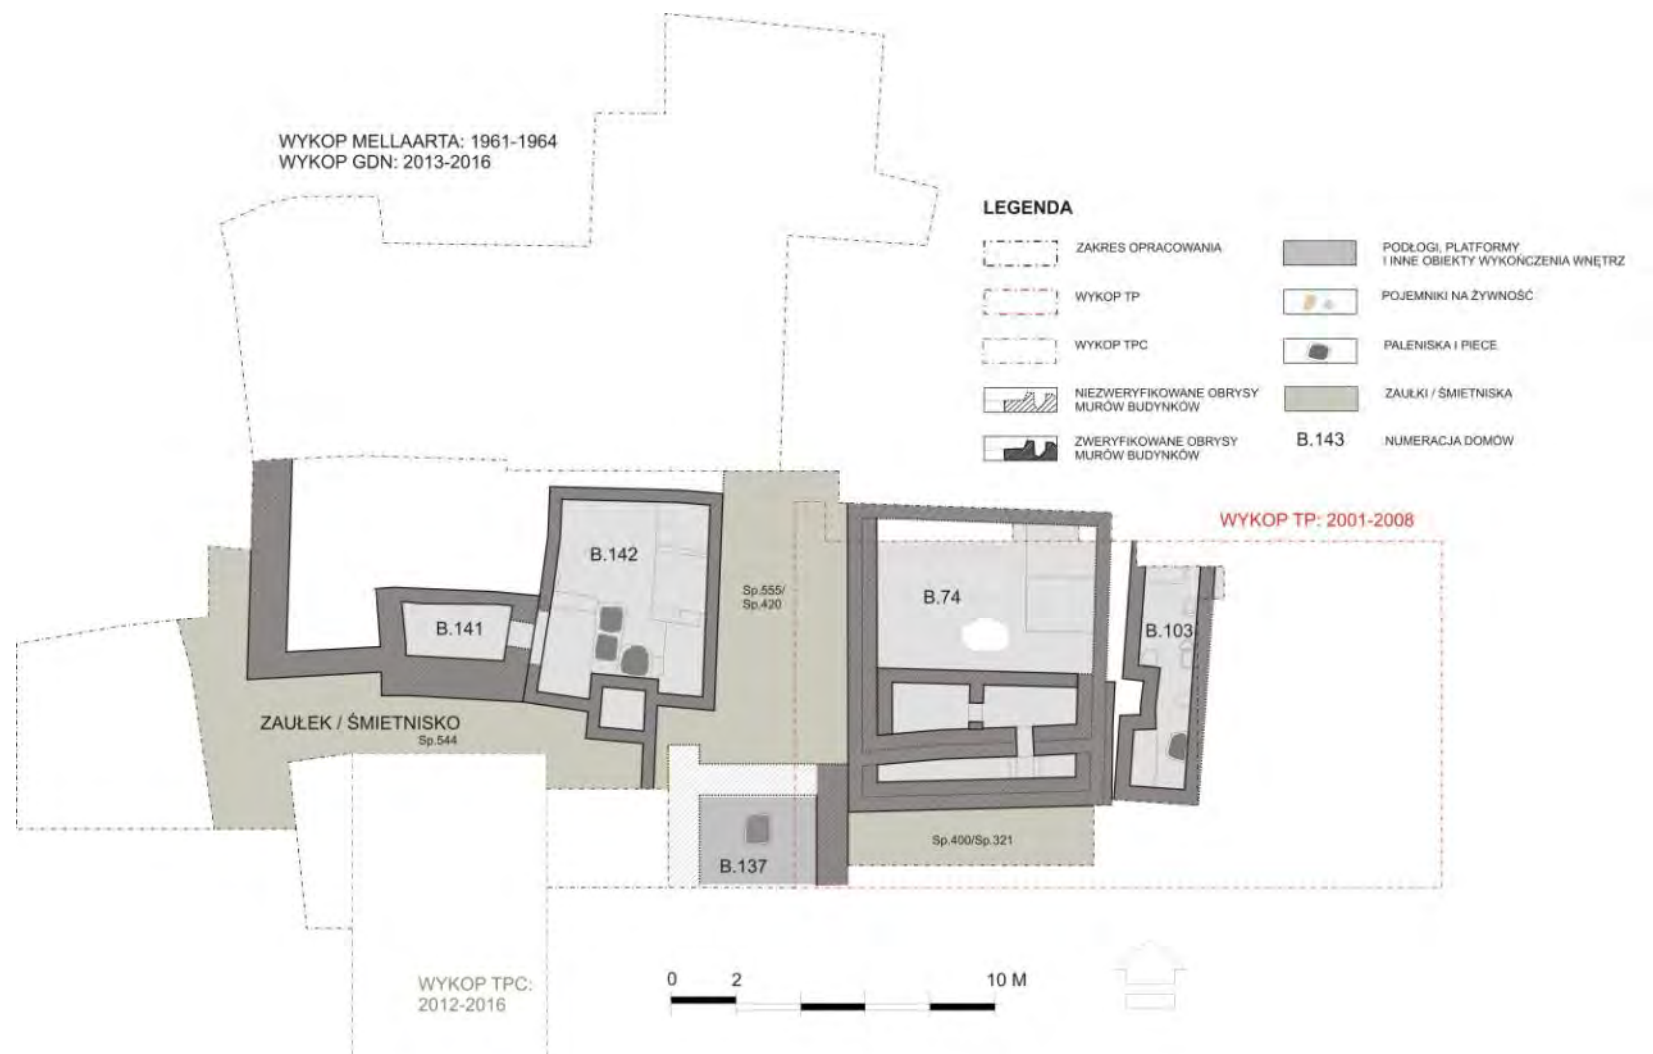 WYKOP MELLAARTA: 1961-1964
WYKOP GDN: 2013-2016
LEGENDA
ZAKRES OPRACOWANIA
WYKOP TP
WYKOP TPC
NIEZWERYFIKOWANE OBRYSY
MURÓW BUDYNKÓW
ZWERYFIKOWANE OBRYSY
MURÓW BUDYNKÓW
PODŁOGI, PLATFORMY
I INNE OBIEKTY WYKOŃCZENIA WNĘTRZ
POJEMNIKI NA ŻYWNOŚĆ
PALENISKA I PIECE
ZAUŁKI / ŚMIETNISKA
B.143
NUMERACJA DOMÓW
WYKOP TP: 2001-2008
B.142
Sp.555/
Sp.420
B.74
B.141
B.103
ZAUŁEK / ŚMIETNISKO
Sp.544
Sp.400/Sp.321
B.137
WYKOP TPC:
2012-2016
0 2 10 M